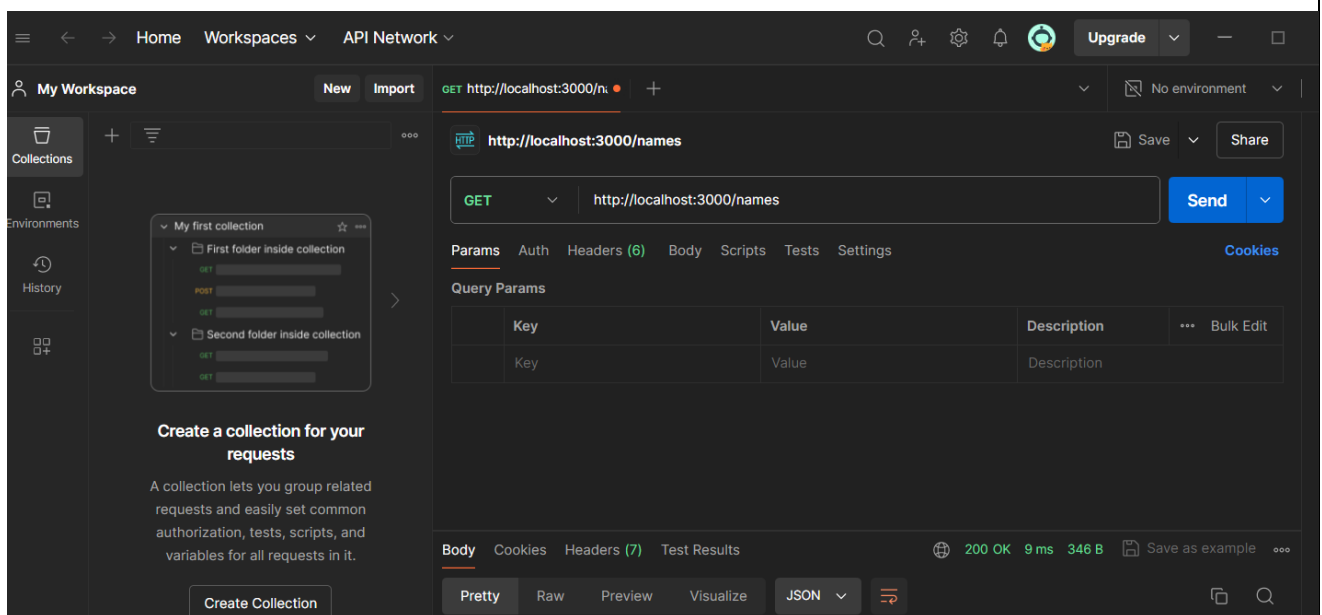 Home Workspaces API Network Upgrade
My Workspace New Import GET http://localhost:3000/na No environment
Collections
HTTP http://localhost:3000/names Save Share
Environments
GET http://localhost:3000/names Send
My first collection
First folder inside collection
GET
POST
GET
Second folder inside collection
GET
GET
History
Params Auth Headers (6) Body Scripts Tests Settings Cookies
Query Params
Key Value Description Bulk Edit
Key Value Description
Create a collection for your
requests
A collection lets you group related
requests and easily set common
authorization, tests, scripts, and
variables for all requests in it.
Create Collection
Body Cookies Headers (7) Test Results 200 OK 9 ms 346 B Save as example
Pretty Raw Preview Visualize JSON